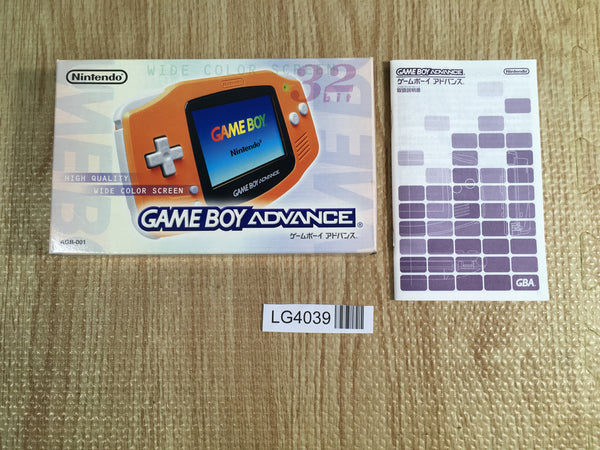 Nintendo
WIDE COLOR SCREEN
32
bit
GAME BOY
Nintendo
GAME BOY ADVANCE
HIGH QUALITY
WIDE COLOR SCREEN
GAME BOY ADVANCE
ゲームボーイ アドバンス
AGB-001
GAME BOY ADVANCE
Nintendo
ゲームボーイ アドバンス
取扱説明書
GBA
LG4039